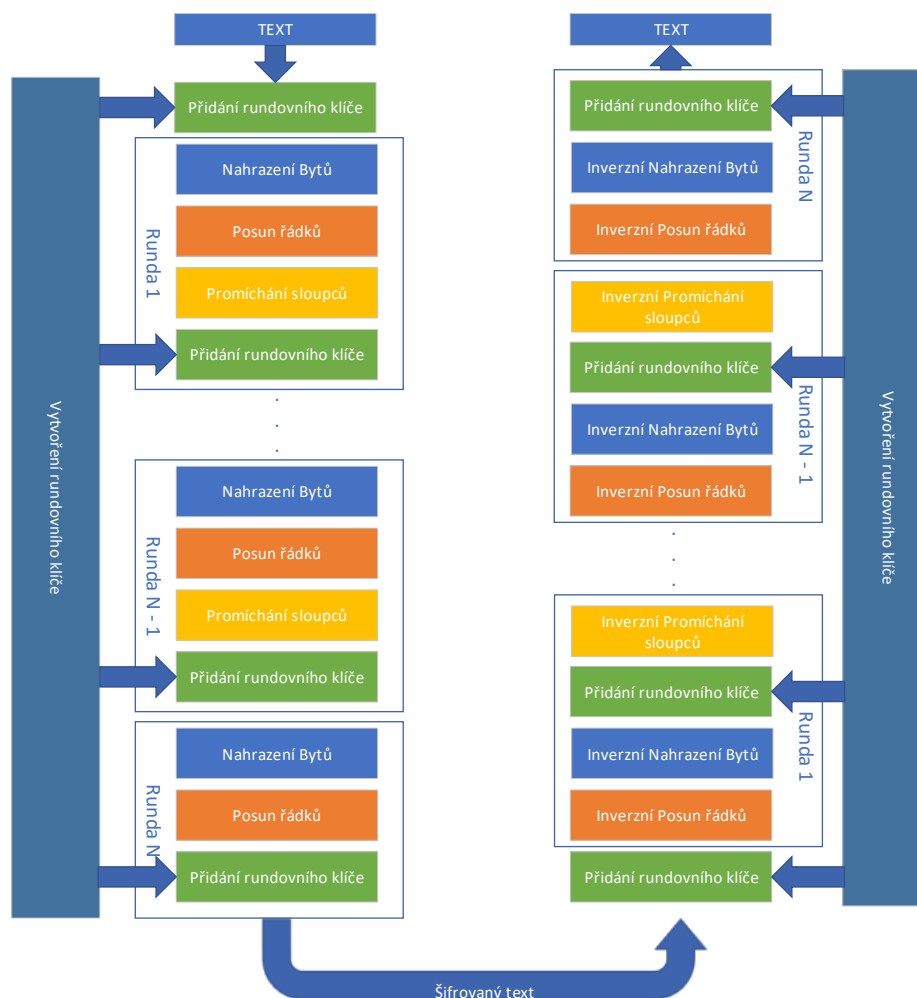 TEXT
Přidání rundovního klíče
Nahrazení Bytů
Posun řádků
Promíchání sloupců
Přidání rundovního klíče
Runda 1
.
.
.
Nahrazení Bytů
Posun řádků
Promíchání sloupců
Přidání rundovního klíče
Runda N - 1
Nahrazení Bytů
Posun řádků
Přidání rundovního klíče
Runda N
Vytvoření rundovního klíče
Šifrovaný text
TEXT
Přidání rundovního klíče
Inverzní Nahrazení Bytů
Inverzní Posun řádků
Runda N
Inverzní Promíchání
sloupců
Přidání rundovního klíče
Inverzní Nahrazení Bytů
Inverzní Posun řádků
Runda N - 1
.
.
.
Inverzní Promíchání
sloupců
Přidání rundovního klíče
Inverzní Nahrazení Bytů
Inverzní Posun řádků
Runda 1
Přidání rundovního klíče
Vytvoření rundovního klíče